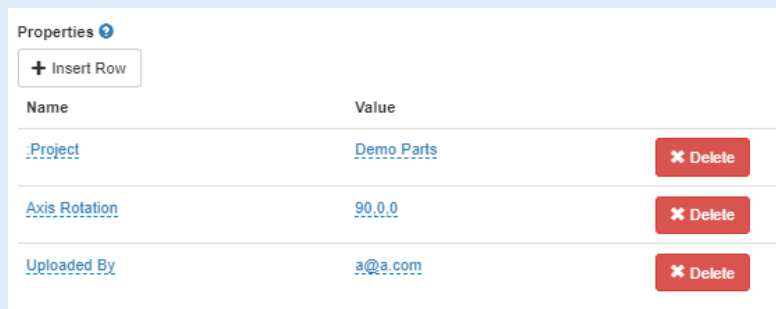 Properties ?
+ Insert Row
Name Value
:Project Demo Parts ✖ Delete
Axis Rotation 90,0,0 ✖ Delete
Uploaded By a@a.com ✖ Delete